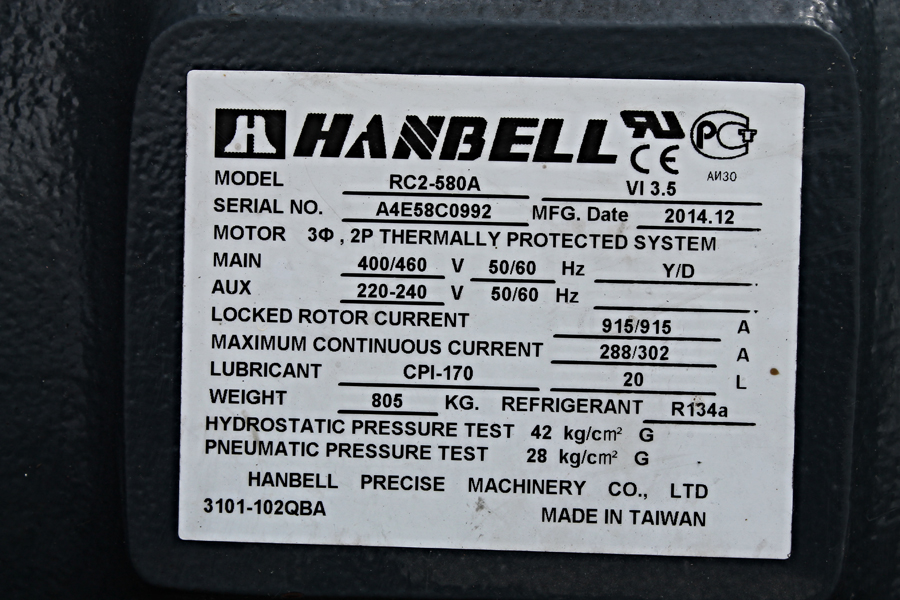 HANBELL RU CE PCT
АИ30
MODEL RC2-580A VI 3.5
SERIAL NO. A4E58C0992 MFG. Date 2014.12
MOTOR 3Φ , 2P THERMALLY PROTECTED SYSTEM
MAIN 400/460 V 50/60 Hz Y/D
AUX 220-240 V 50/60 Hz
LOCKED ROTOR CURRENT 915/915 A
MAXIMUM CONTINUOUS CURRENT 288/302 A
LUBRICANT CPI-170 20 L
WEIGHT 805 KG. REFRIGERANT R134a
HYDROSTATIC PRESSURE TEST 42 kg/cm² G
PNEUMATIC PRESSURE TEST 28 kg/cm² G
HANBELL PRECISE MACHINERY CO., LTD
3101-102QBA MADE IN TAIWAN